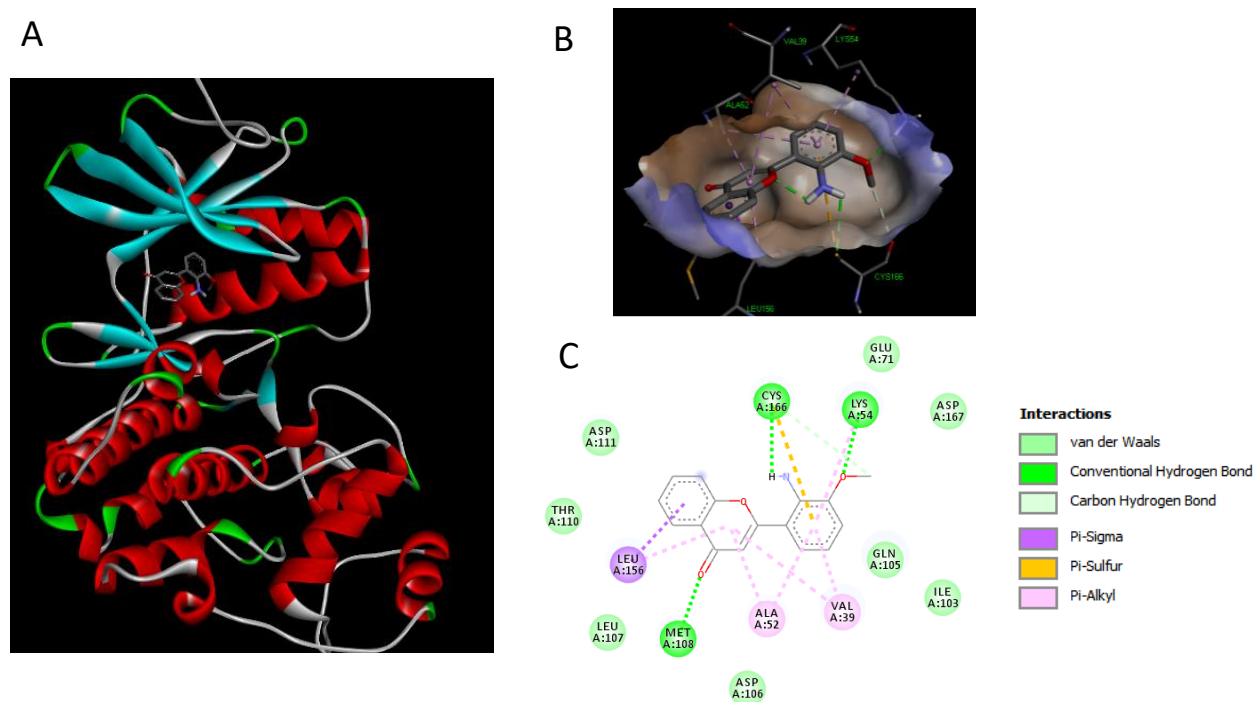 A
B
VAL39
LYS54
ALA52
CYS166
LEU156
C
GLU
A:71
CYS
A:166
LYS
A:54
ASP
A:167
ASP
A:111
H
N
O
O
THR
A:110
LEU
A:156
GLN
A:105
ILE
A:103
O
ALA
A:52
VAL
A:39
LEU
A:107
MET
A:108
ASP
A:106
Interactions
van der Waals
Conventional Hydrogen Bond
Carbon Hydrogen Bond
Pi-Sigma
Pi-Sulfur
Pi-Alkyl